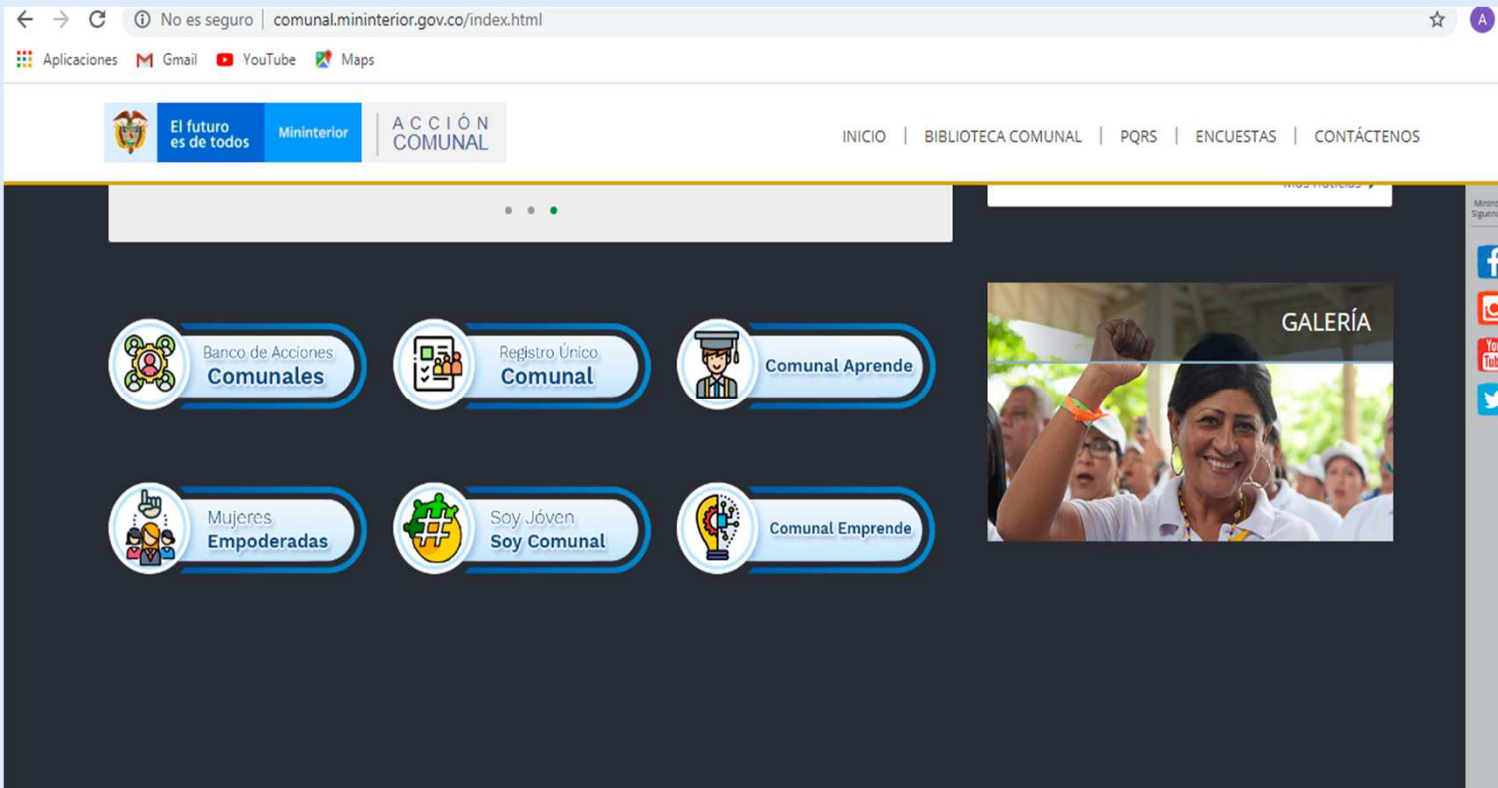 No es seguro | comunal.mininterior.gov.co/index.html
A
Aplicaciones Gmail YouTube Maps
El futuro
es de todos
Mininterior
ACCIÓN
COMUNAL
INICIO | BIBLIOTECA COMUNAL | PQRS | ENCUESTAS | CONTÁCTENOS
Banco de Acciones
Comunales
Registro Único
Comunal
Comunal Aprende
GALERÍA
You
Mujeres
Empoderadas
Soy Jóven
Soy Comunal
Comunal Emprende